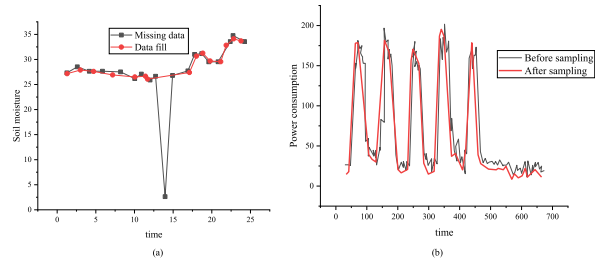 (a)
Missing data
Data fill
Soil moisture
35
30
25
20
15
10
5
0
0
5
10
15
20
25
time
(b)
Before sampling
After sampling
Power consumption
200
150
100
50
0
0
100
200
300
400
500
600
700
time
(a)
(b)